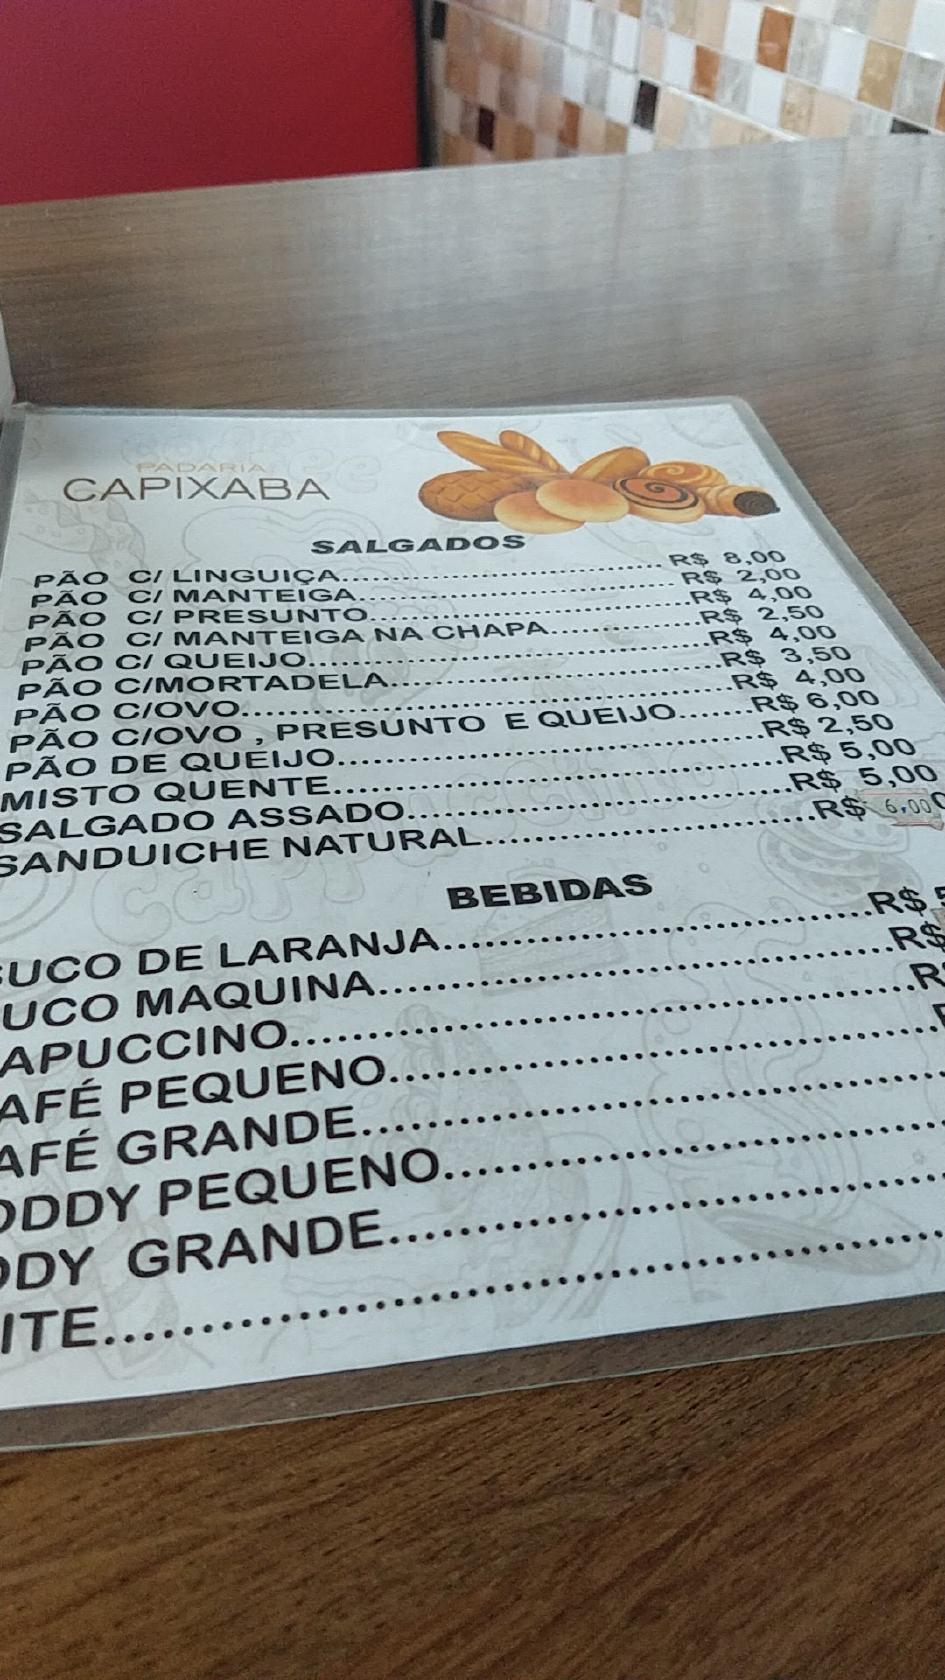 PADARIA
CAPIXABA
SALGADOS
PÃO C/ LINGUIÇA R$ 8,00
PÃO C/ MANTEIGA R$ 2,00
PÃO C/ PRESUNTO R$ 4,00
PÃO C/ MANTEIGA NA CHAPA R$ 2,50
PÃO C/ QUEIJO R$ 4,00
PÃO C/MORTADELA R$ 3,50
PÃO C/OVO R$ 4,00
PÃO C/OVO , PRESUNTO E QUEIJO R$ 6,00
PÃO DE QUEIJO R$ 2,50
MISTO QUENTE R$ 5,00
SALGADO ASSADO R$ 5,00
SANDUICHE NATURAL R$ 6,00
BEBIDAS
SUCO DE LARANJA R$
UCO MAQUINA R$
APUCCINO R
AFÉ PEQUENO
AFÉ GRANDE
ODDY PEQUENO
DDY GRANDE
ITE